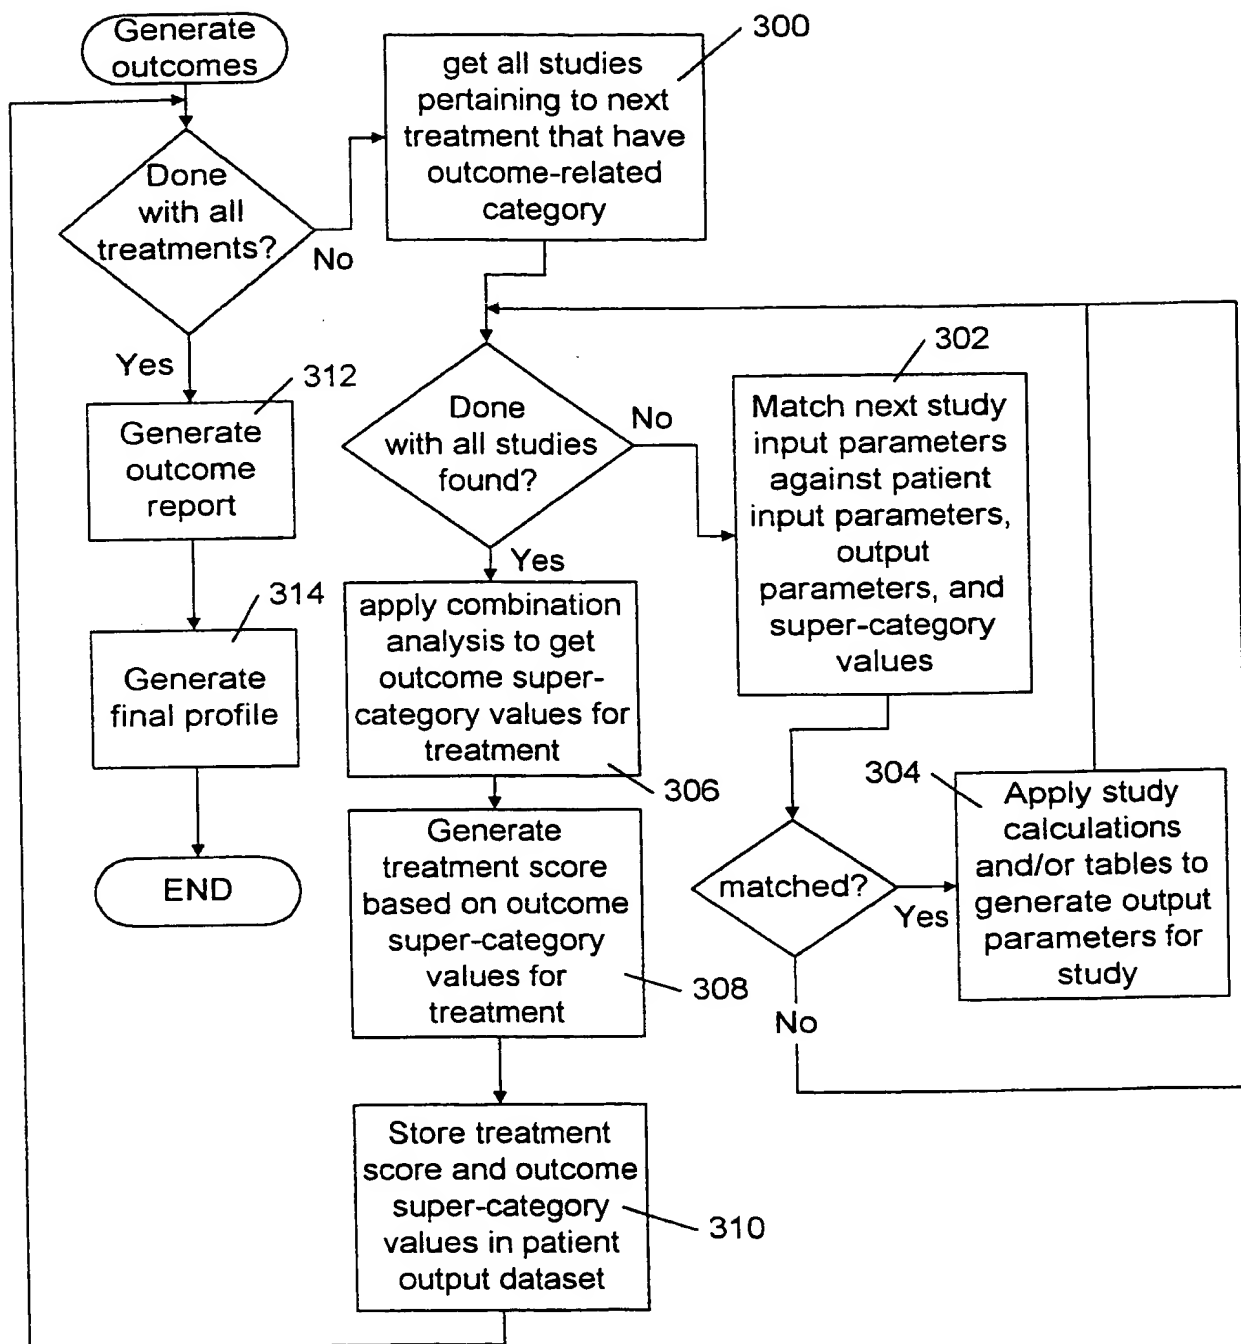 Generate
outcomes
300
get all studies
pertaining to next
treatment that have
outcome-related
category
Done
with all
treatments?
No
Yes
312
Generate
outcome
report
314
Generate
final profile
END
Done
with all studies
found?
No
Yes
302
Match next study
input parameters
against patient
input parameters,
output
parameters, and
super-category
values
matched?
Yes
No
304
Apply study
calculations
and/or tables to
generate output
parameters for
study
apply combination
analysis to get
outcome super-
category values for
treatment
306
Generate
treatment score
based on outcome
super-category
values for
treatment
308
Store treatment
score and outcome
super-category
values in patient
output dataset
310